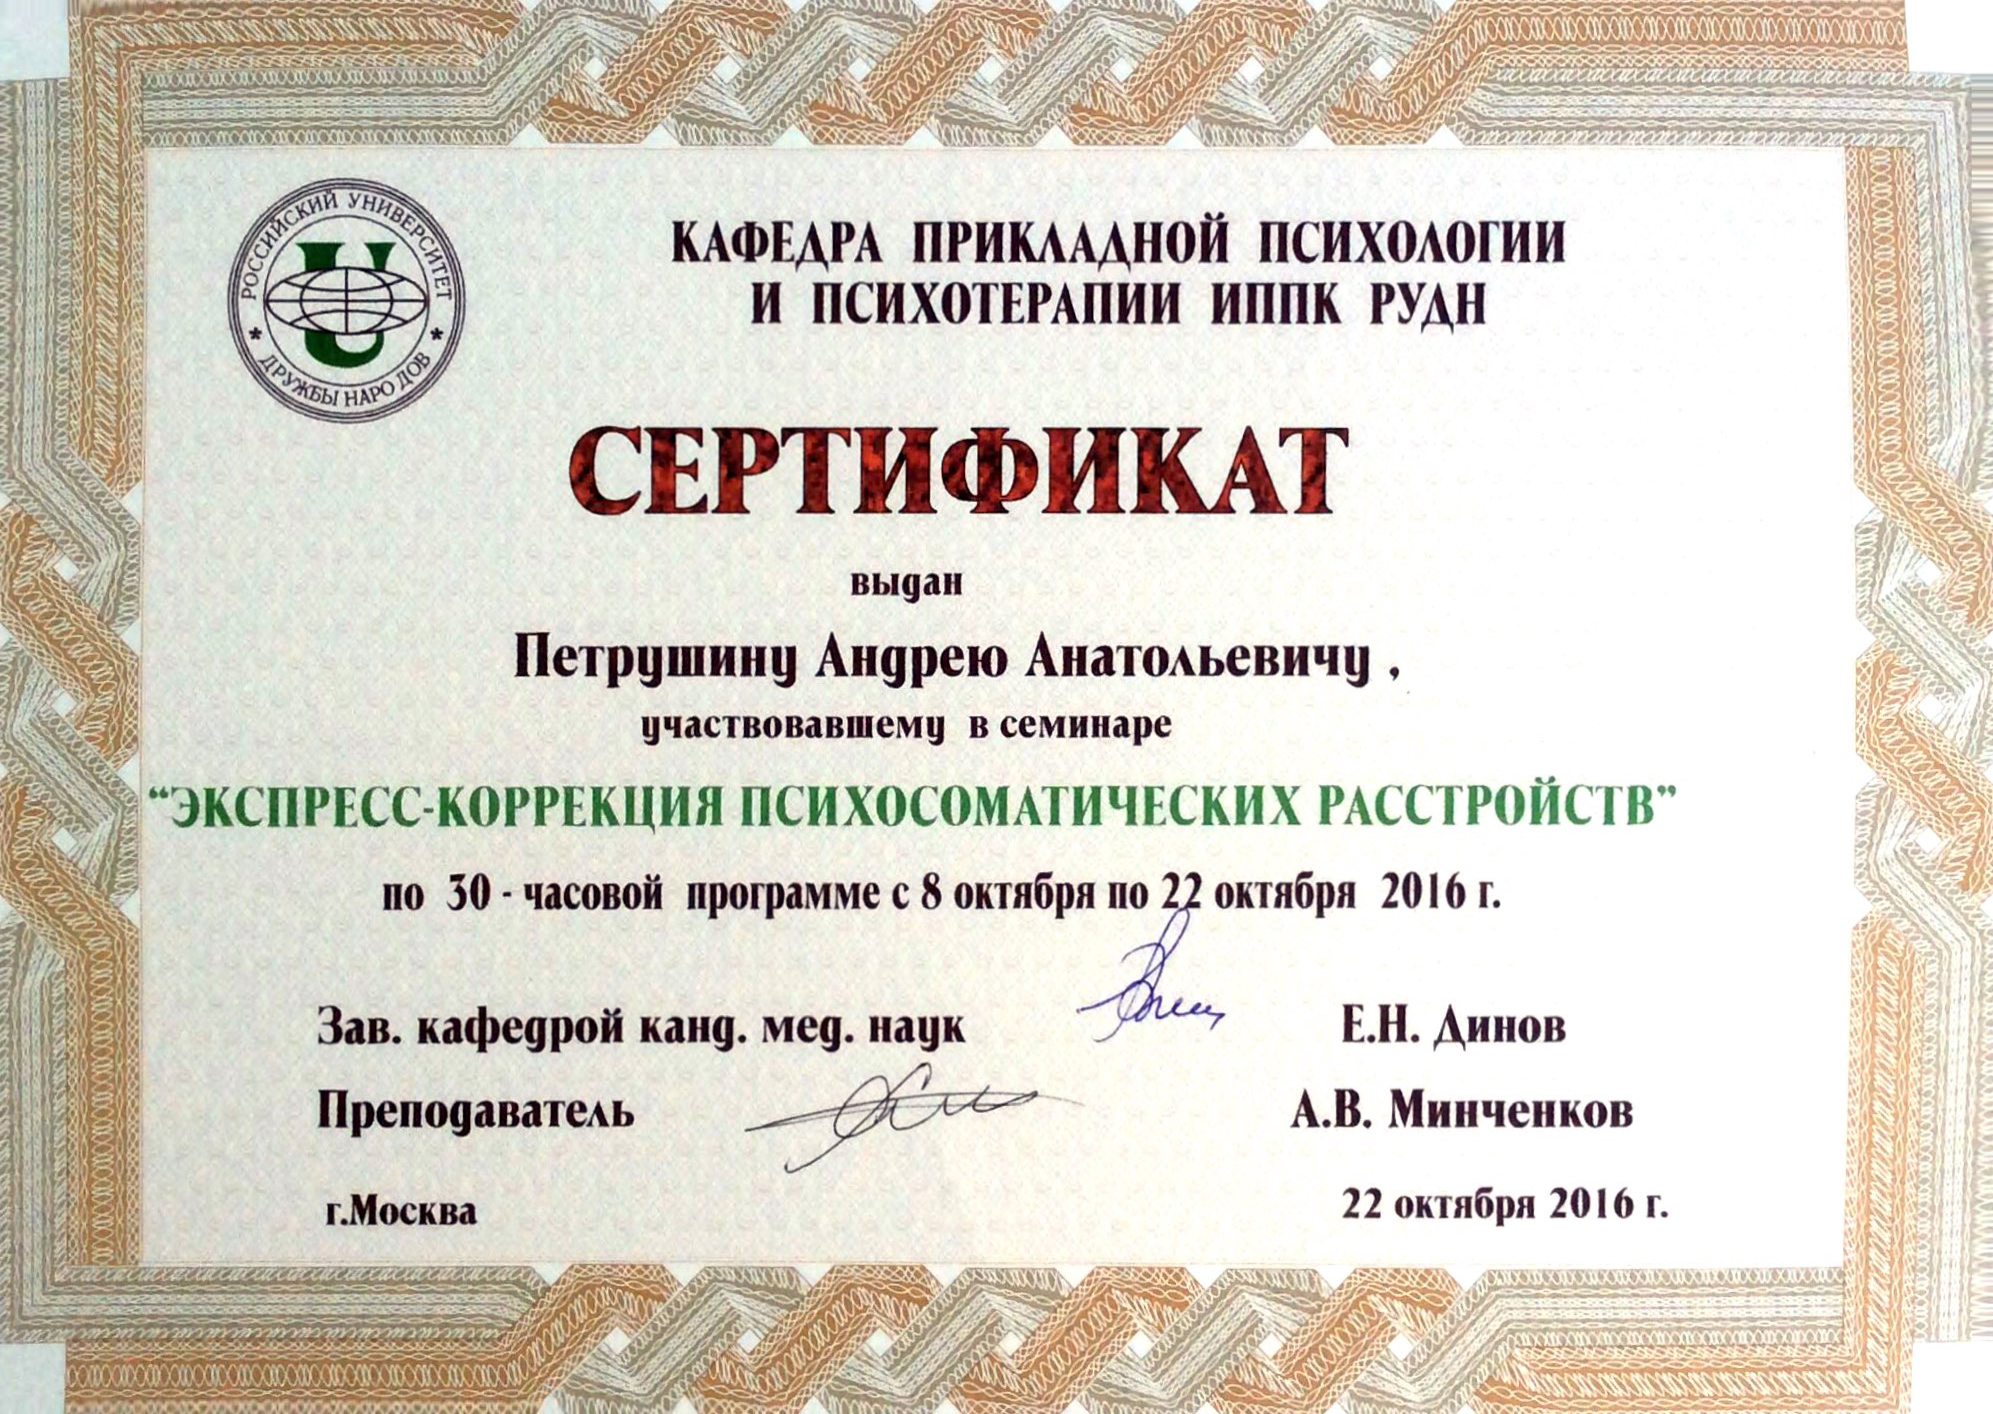 РОССИЙСКИЙ УНИВЕРСИТЕТ
* ДРУЖБЫ НАРОДОВ *
КАФЕДРА ПРИКЛАДНОЙ ПСИХОЛОГИИ
И ПСИХОТЕРАПИИ ИППК РУДН
СЕРТИФИКАТ
выдан
Петрушину Андрею Анатольевичу ,
участвовавшему в семинаре
“ЭКСПРЕСС-КОРРЕКЦИЯ ПСИХОСОМАТИЧЕСКИХ РАССТРОЙСТВ”
по 30 - часовой программе с 8 октября по 22 октября 2016 г.
Зав. кафедрой канд. мед. наук Е.Н. Динов
Преподаватель А.В. Минченков
г.Москва 22 октября 2016 г.